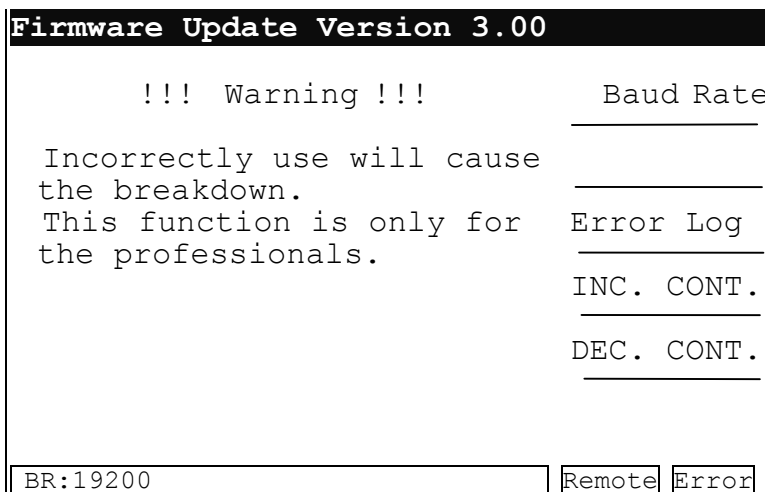 Firmware Update Version 3.00
!!! Warning !!!
Incorrectly use will cause
the breakdown.
This function is only for
the professionals.
Baud Rate
Error Log
INC. CONT.
DEC. CONT.
BR:19200
Remote
Error